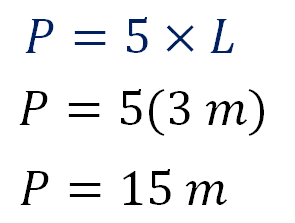 P = 5 × L
P = 5(3 m)
P = 15 m